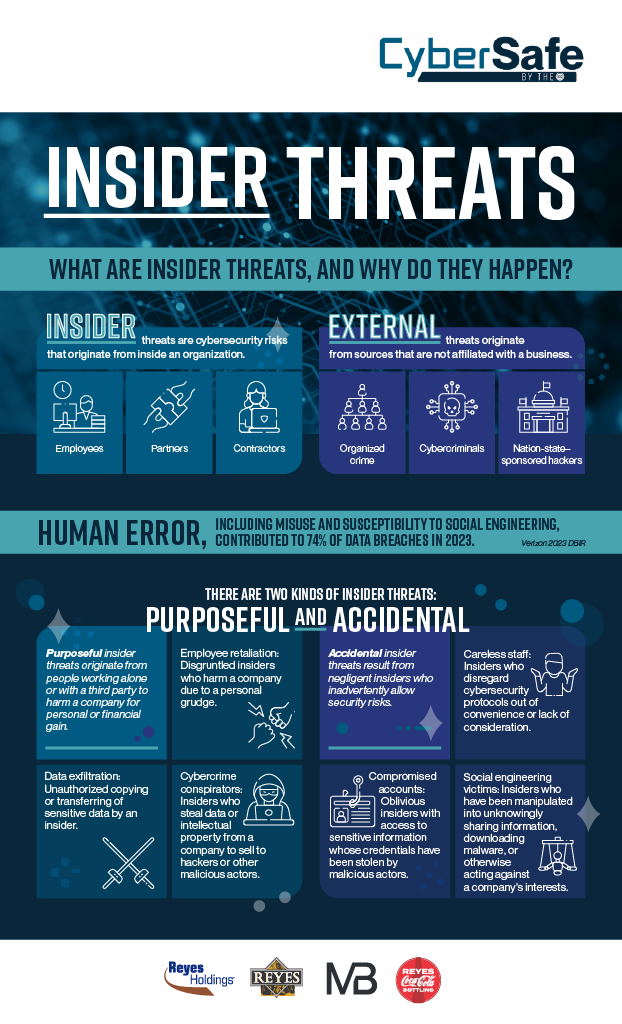 CyberSafe
BY THE
INSIDER THREATS
WHAT ARE INSIDER THREATS, AND WHY DO THEY HAPPEN?
INSIDER threats are cybersecurity risks
that originate from inside an organization.
Employees
Partners
Contractors
EXTERNAL threats originate
from sources that are not affiliated with a business.
Organized
crime
Cybercriminals
Nation-state–
sponsored hackers
HUMAN ERROR,
INCLUDING MISUSE AND SUSCEPTIBILITY TO SOCIAL ENGINEERING,
CONTRIBUTED TO 74% OF DATA BREACHES IN 2023.
Verizon 2023 DBIR
THERE ARE TWO KINDS OF INSIDER THREATS:
PURPOSEFUL AND ACCIDENTAL
Purposeful insider
threats originate from
people working alone
or with a third party to
harm a company for
personal or financial
gain.
Employee retaliation:
Disgruntled insiders
who harm a company
due to a personal
grudge.
Data exfiltration:
Unauthorized copying
or transferring of
sensitive data by an
insider.
Cybercrime
conspirators:
Insiders who
steal data or
intellectual
property from a
company to sell to
hackers or other
malicious actors.
Accidental insider
threats result from
negligent insiders who
inadvertently allow
security risks.
Careless staff:
Insiders who
disregard
cybersecurity
protocols out of
convenience or lack of
consideration.
Compromised
accounts:
Oblivious
insiders with
access to
sensitive information
whose credentials have
been stolen by
malicious actors.
Social engineering
victims: Insiders who
have been manipulated
into unknowingly
sharing information,
downloading
malware, or
otherwise
acting against
a company's interests.
Reyes
Holdings
REYES
MB
REYES
Coca-Cola
BOTTLING